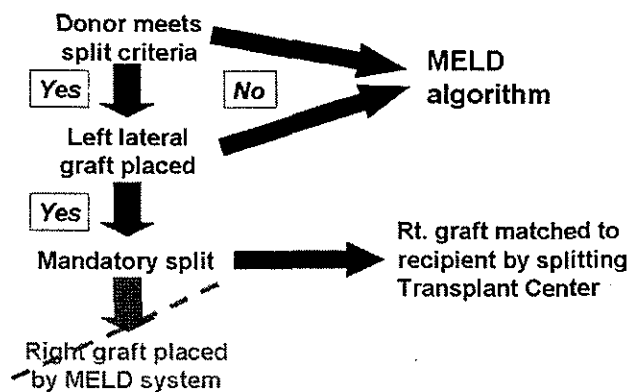 Donor meets
split criteria
Yes
No
MELD
algorithm
Left lateral
graft placed
Yes
Mandatory split
Rt. graft matched to
recipient by splitting
Transplant Center
Right graft placed
by MELD system